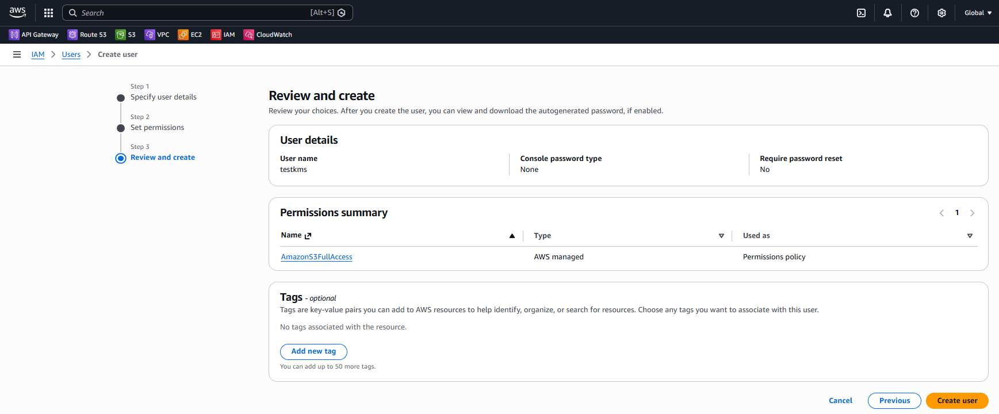 aws
Search [Alt+S]
Global
API Gateway Route 53 S3 VPC EC2 IAM CloudWatch
IAM Users Create user
Step 1
Specify user details
Step 2
Set permissions
Step 3
Review and create
Review and create
Review your choices. After you create the user, you can view and download the autogenerated password, if enabled.
User details
User name Console password type Require password reset
testkms None No
Permissions summary
1
Name Type Used as
AmazonS3FullAccess AWS managed Permissions policy
Tags - optional
Tags are key-value pairs you can add to AWS resources to help identify, organize, or search for resources. Choose any tags you want to associate with this user.
No tags associated with the resource.
Add new tag
You can add up to 50 more tags.
Cancel Previous Create user